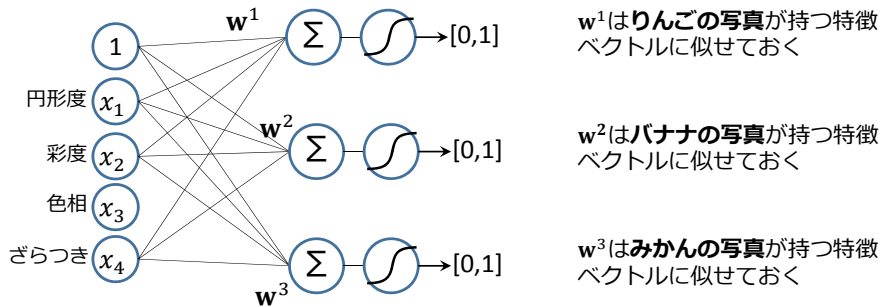 1
円形度 x₁
彩度 x₂
色相 x₃
ざらつき x₄
w¹
w²
w³
Σ
Σ
Σ
[0,1]
[0,1]
[0,1]
w¹はりんごの写真が持つ特徴
ベクトルに似せておく
w²はバナナの写真が持つ特徴
ベクトルに似せておく
w³はみかんの写真が持つ特徴
ベクトルに似せておく